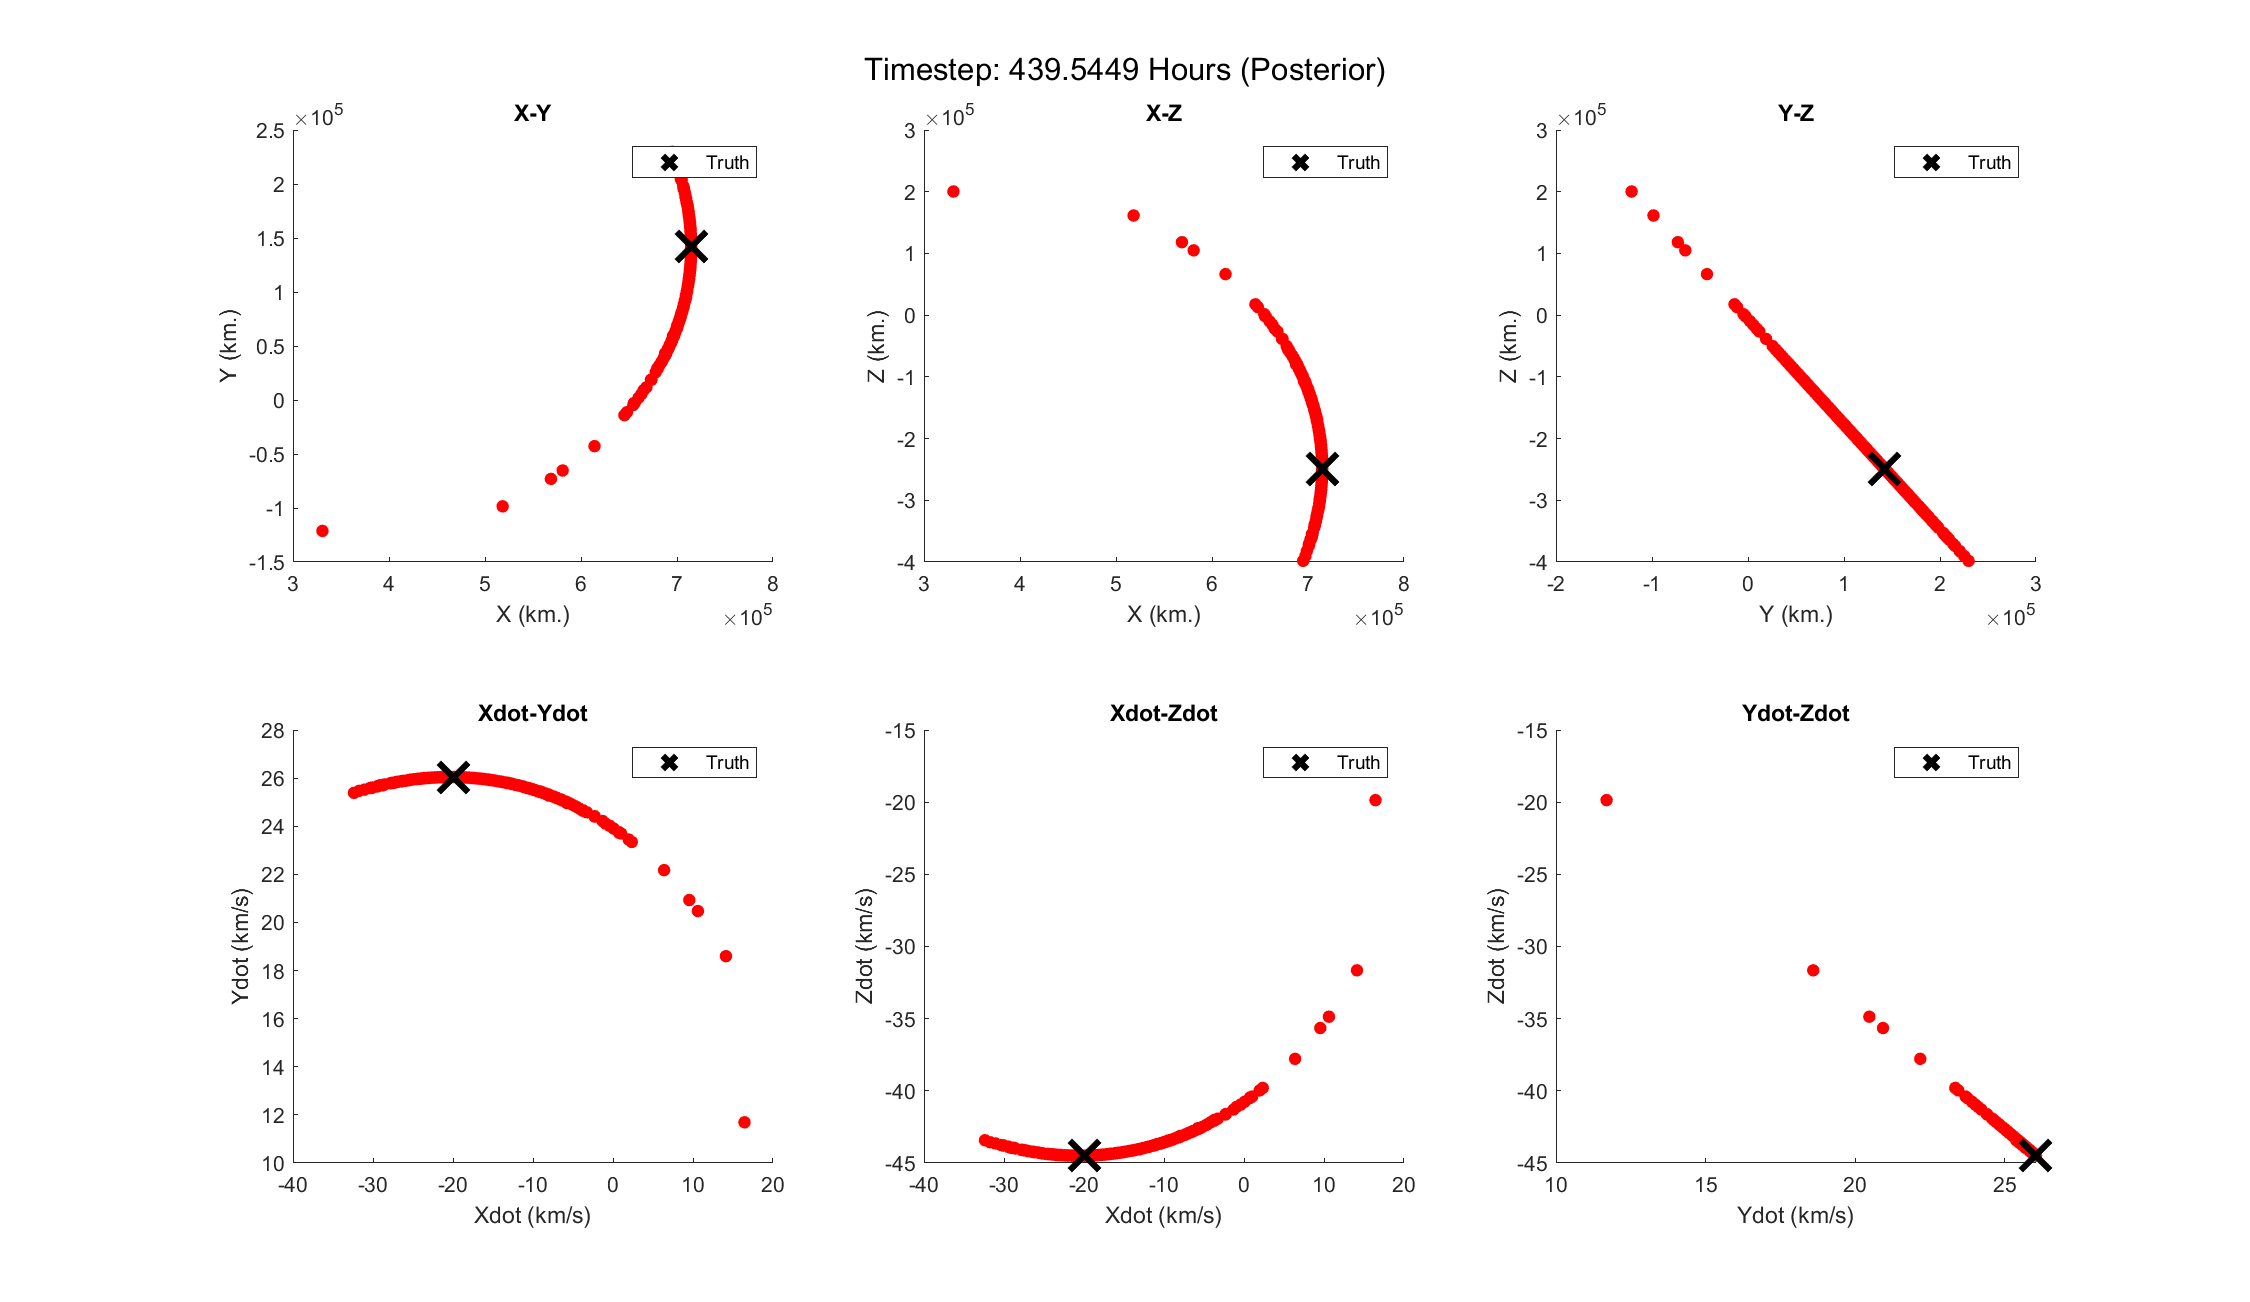 Timestep: 439.5449 Hours (Posterior)
X-Y
×10^5
2.5
2
1.5
1
0.5
0
-0.5
-1
-1.5
Y (km.)
Truth
3 4 5 6 7 8
X (km.)
×10^5
X-Z
×10^5
3
2
1
0
-1
-2
-3
-4
Z (km.)
Truth
3 4 5 6 7 8
X (km.)
×10^5
Y-Z
×10^5
3
2
1
0
-1
-2
-3
-4
Z (km.)
Truth
-2 -1 0 1 2 3
Y (km.)
×10^5
Xdot-Ydot
28
26
24
22
20
18
16
14
12
10
Ydot (km/s)
Truth
-40 -30 -20 -10 0 10 20
Xdot (km/s)
Xdot-Zdot
-15
-20
-25
-30
-35
-40
-45
Zdot (km/s)
Truth
-40 -30 -20 -10 0 10 20
Xdot (km/s)
Ydot-Zdot
-15
-20
-25
-30
-35
-40
-45
Zdot (km/s)
Truth
10 15 20 25
Ydot (km/s)